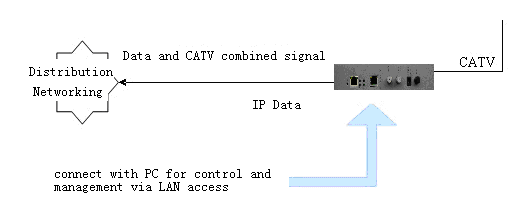 Data and CATV combined signal
CATV
Distribution
Networking
IP Data
connect with PC for control and
management via LAN access